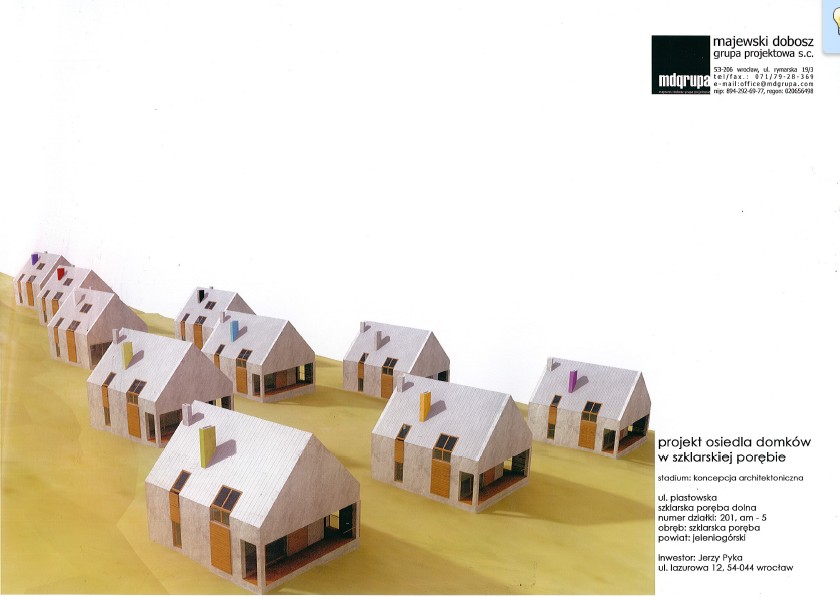 majewski dobosz
grupa projektowa s.c.
mdgrupa
53-206 wrocław, ul. rymarska 19/3
tel/fax.: 071/79-28-369
e-mail:office@mdgrupa.com
nip: 894-292-69-77, regon: 020656498
projekt osiedla domków
w szklarskiej porębie
stadium: koncepcja architektoniczna
ul. piastowska
szklarska poręba dolna
numer działki: 201, am - 5
obręb: szklarska poręba
powiat: jeleniogórski
inwestor: Jerzy Pyka
ul. lazurowa 12, 54-044 wrocław